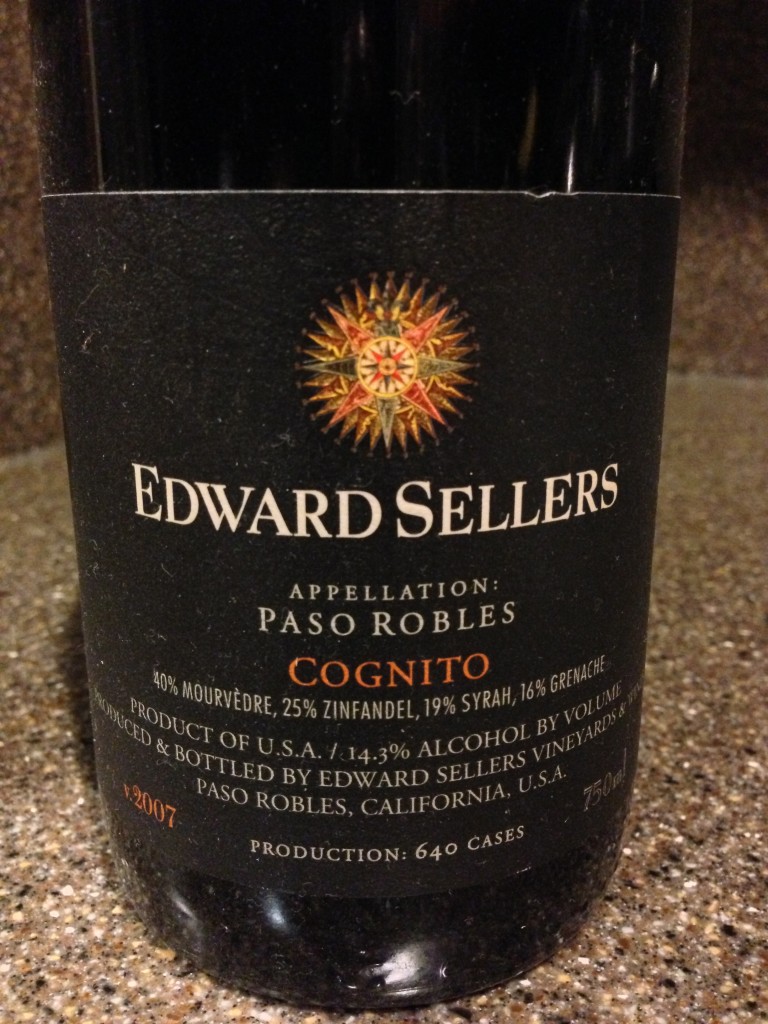 EDWARD SELLERS
APPELLATION:
PASO ROBLES
COGNITO
40% MOURVÈDRE, 25% ZINFANDEL, 19% SYRAH, 16% GRENACHE
PRODUCT OF U.S.A. / 14.3% ALCOHOL BY VOLUME
PRODUCED & BOTTLED BY EDWARD SELLERS VINEYARDS &
PASO ROBLES, CALIFORNIA, U.S.A.
v.2007
750ml
PRODUCTION: 640 CASES